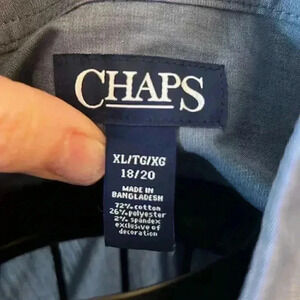 CHAPS
XL/TG/XG
18/20
MADE IN
BANGLADESH
72% cotton
26% polyester
2% spandex
exclusive of
decoration